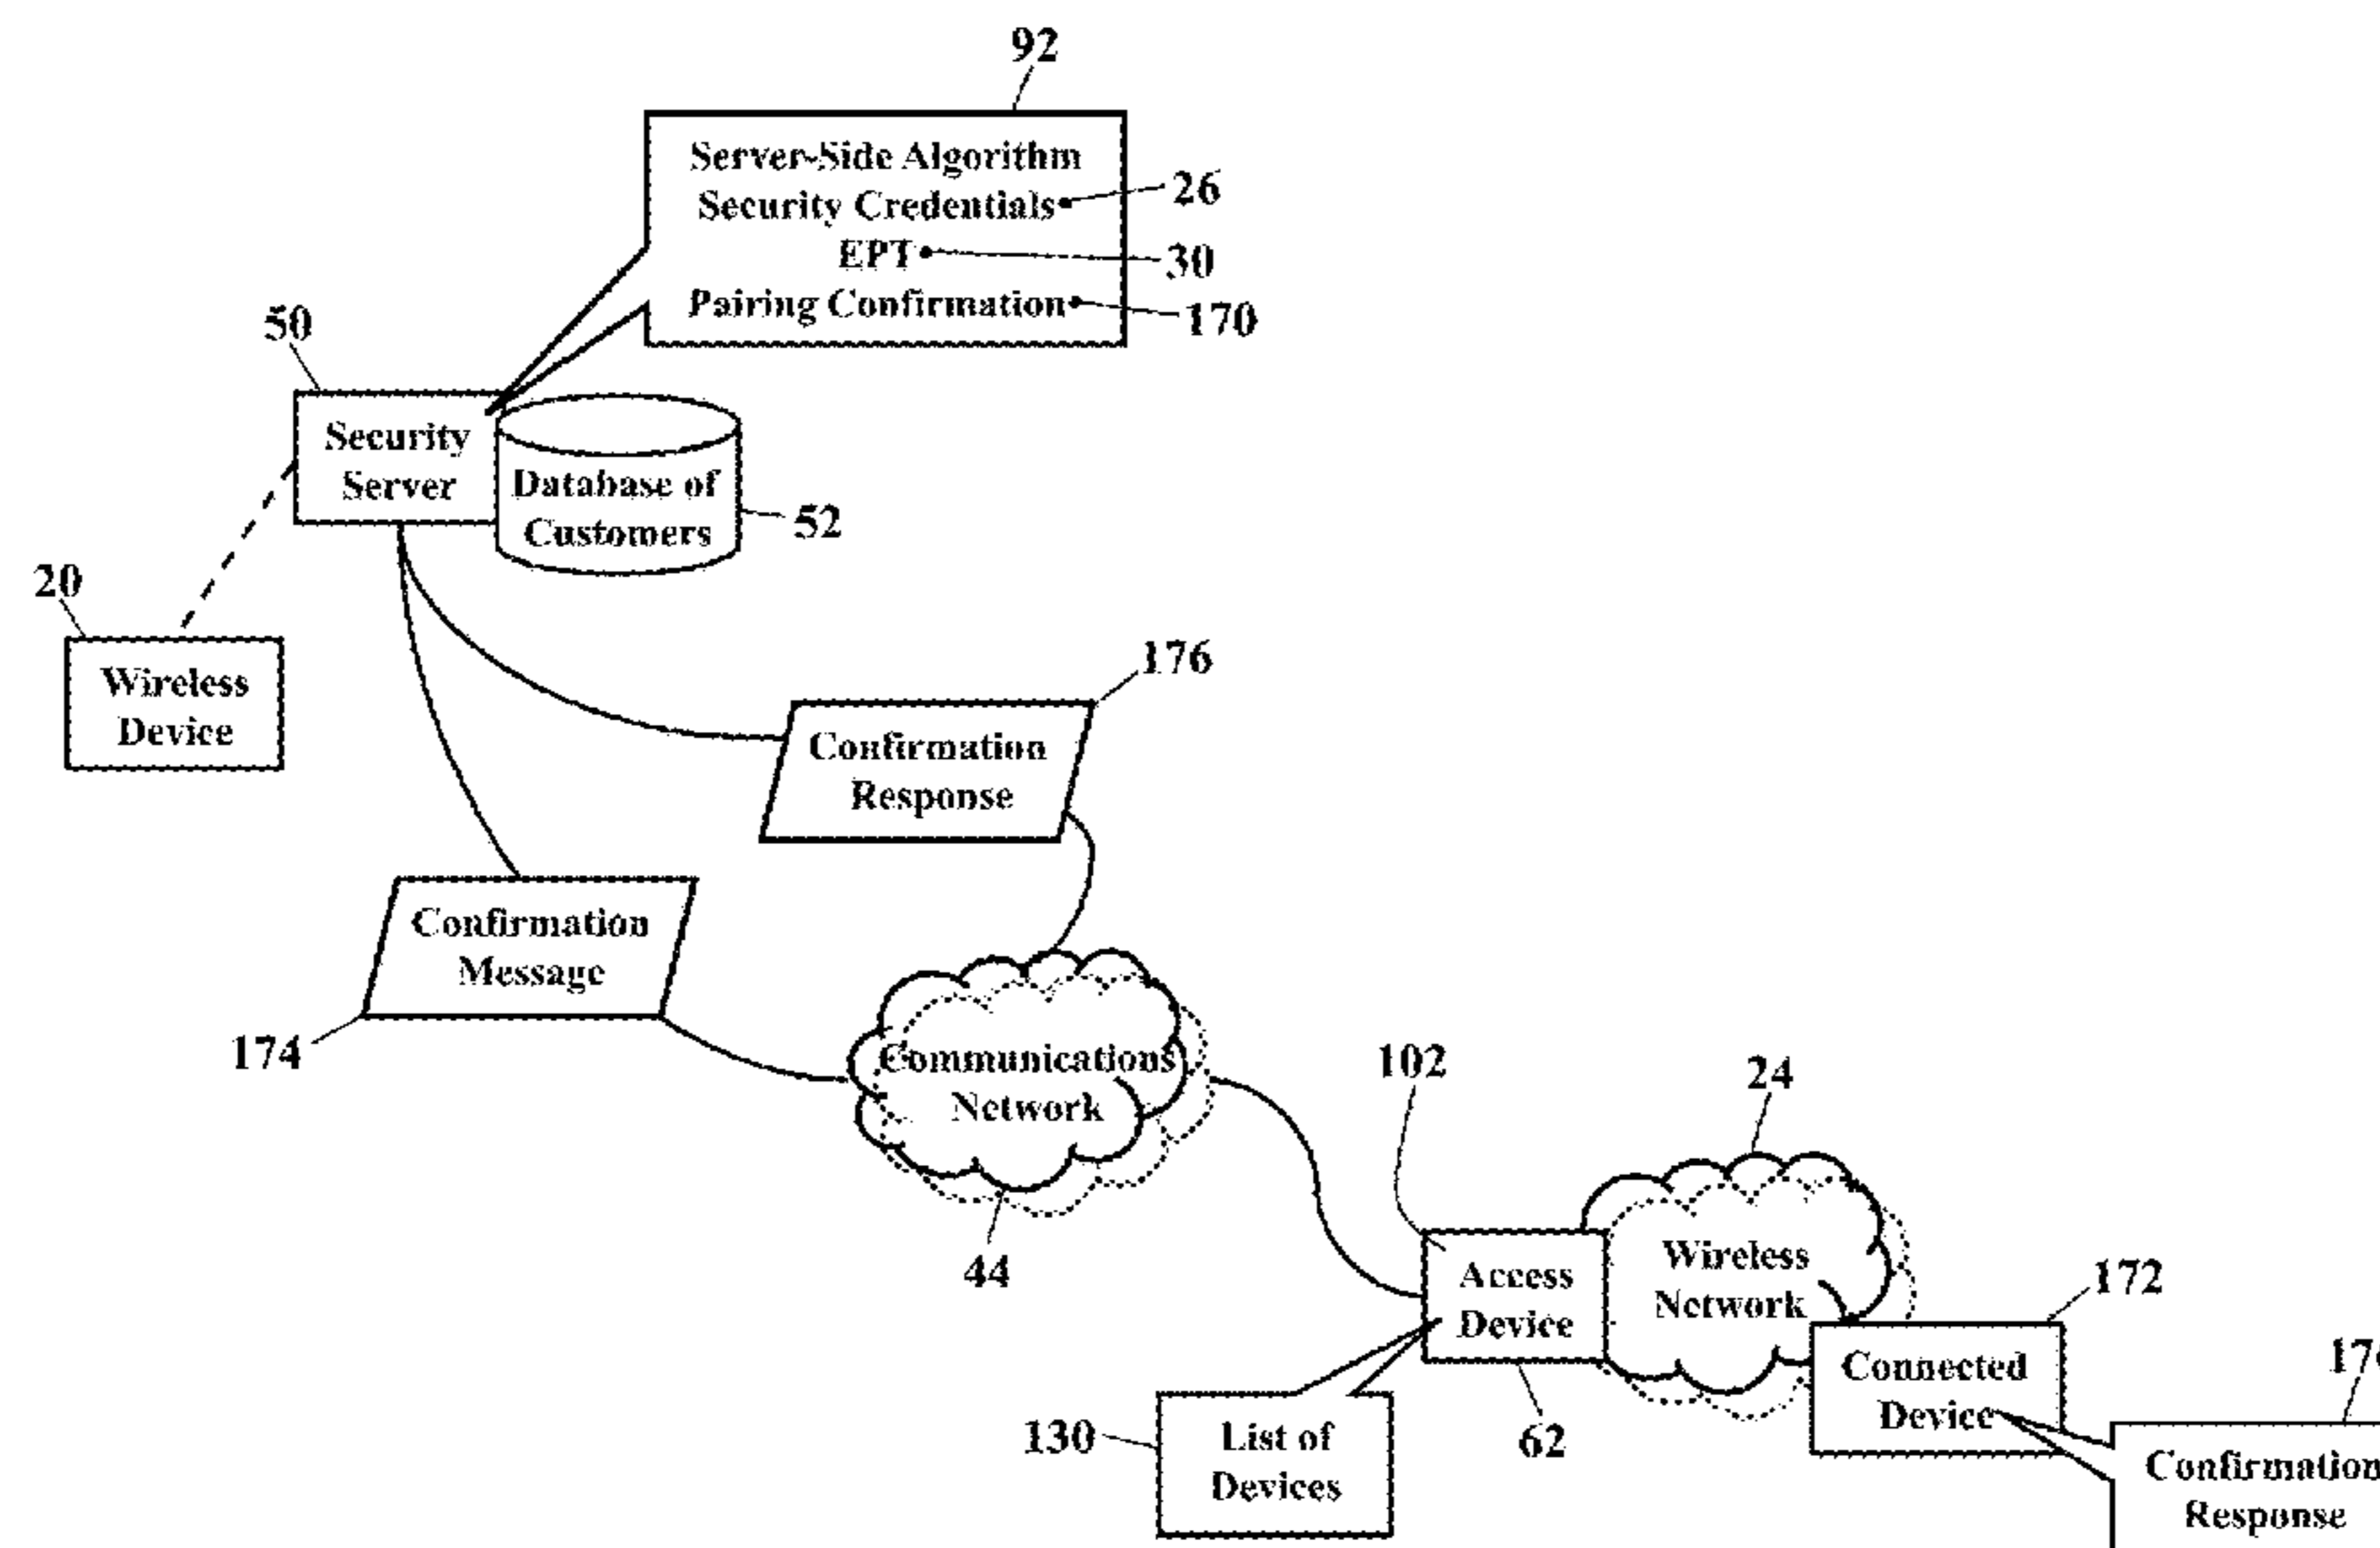 92
Server-Side Algorithm
Security Credentials
26
EPT
30
Pairing Confirmation
170
50
Security
Server
Database of
Customers
52
20
Wireless
Device
176
Confirmation
Response
Confirmation
Message
174
Communications
Network
44
102
24
Access
Device
Wireless
Network
172
Connected
Device
62
130
List of
Devices
Confirmation
Response